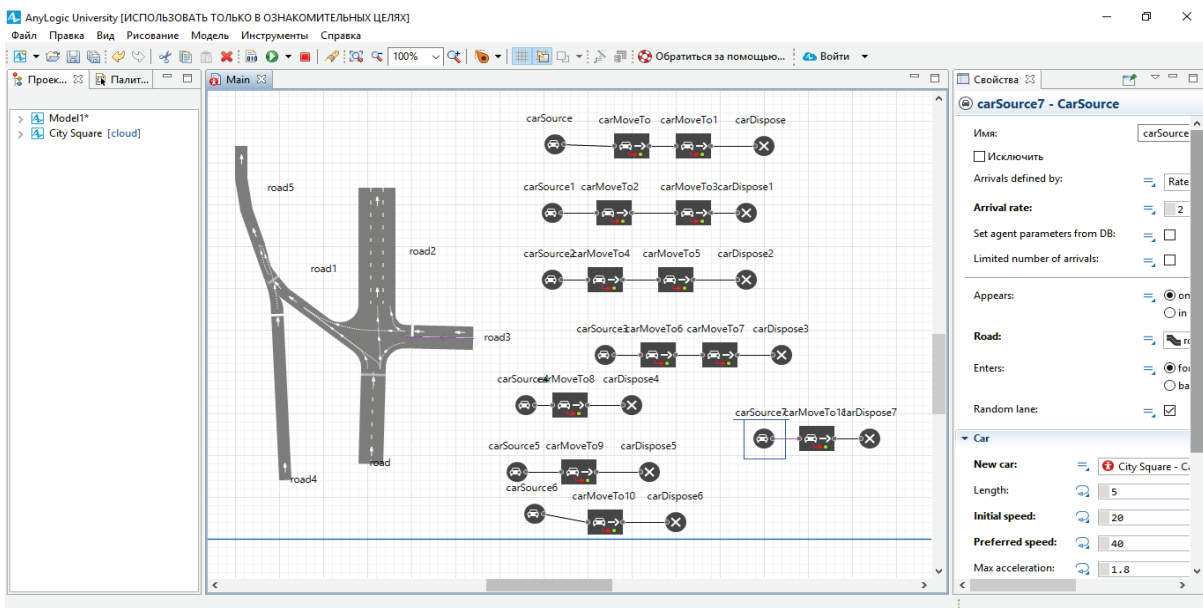 AnyLogic University [ИСПОЛЬЗОВАТЬ ТОЛЬКО В ОЗНАКОМИТЕЛЬНЫХ ЦЕЛЯХ]
Файл Правка Вид Рисование Модель Инструменты Справка
100% Обратиться за помощью... Войти
Проек... Палит... Main Свойства
carSource7 - CarSource
Model1*
City Square [cloud]
carSource carMoveTo carMoveTo1 carDispose
carSource1 carMoveTo2 carMoveTo3 carDispose1
carSource2 carMoveTo4 carMoveTo5 carDispose2
carMoveTo6 carMoveTo7 carDispose3
carMoveTo8 carDispose4
carDispose7
carSource5 carMoveTo9 carDispose5
carSource6
carMoveTo10 carDispose6
road5
road2
road1
road3
road
road4
Имя: carSource
Исключить
Arrivals defined by: Rate
Arrival rate: 2
Set agent parameters from DB:
Limited number of arrivals:
Appears: on
in
Road:
Enters: for
ba
Random lane:
Car
New car: City Square - Ca
Length: 5
Initial speed: 20
Preferred speed: 40
Max acceleration: 1.8